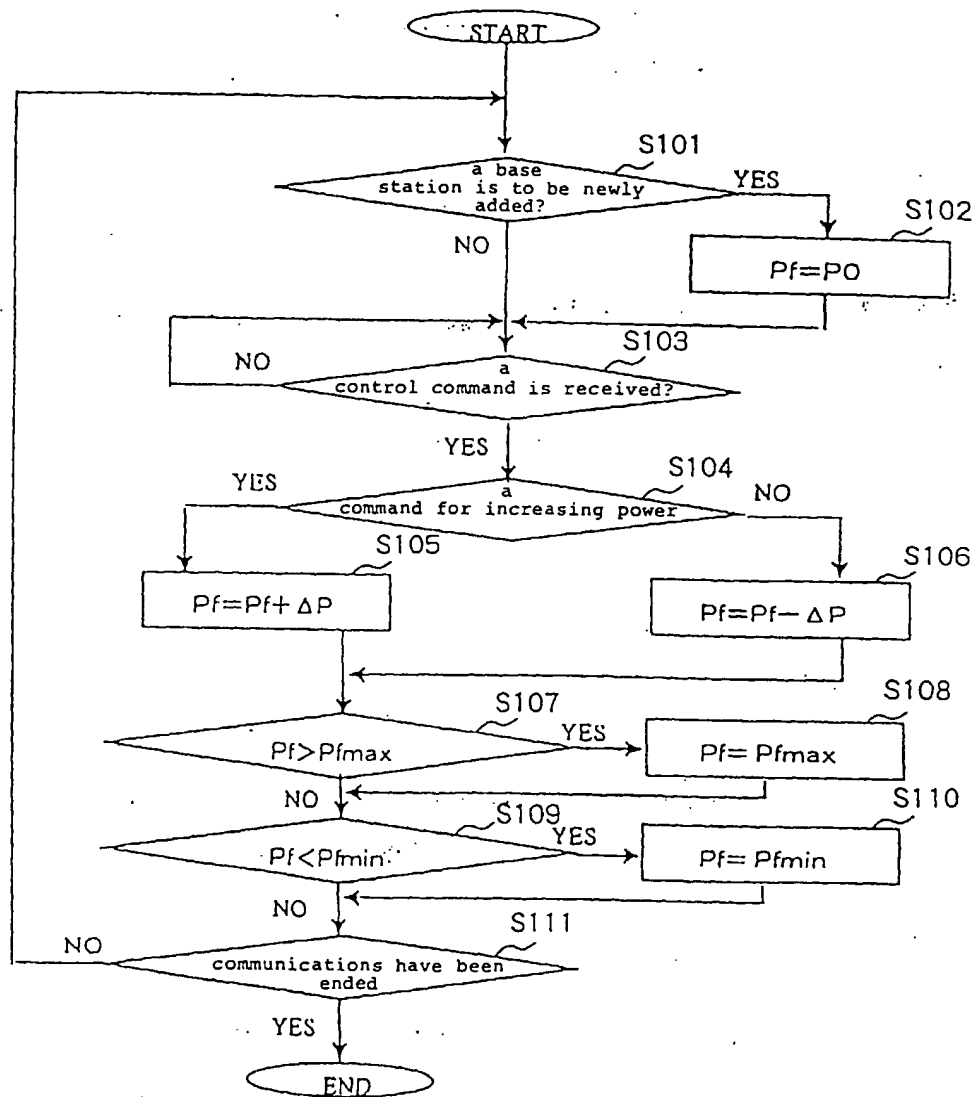 START
S101
a base
station is to be newly
added?
YES
NO
S102
Pf=P0
S103
a
control command is received?
NO
YES
S104
a
command for increasing power
YES
NO
S105
Pf=Pf+ΔP
S106
Pf=Pf−ΔP
S107
Pf>Pfmax
YES
S108
Pf=Pfmax
NO
S109
Pf<Pfmin
YES
S110
Pf=Pfmin
NO
S111
communications have been
ended
NO
YES
END